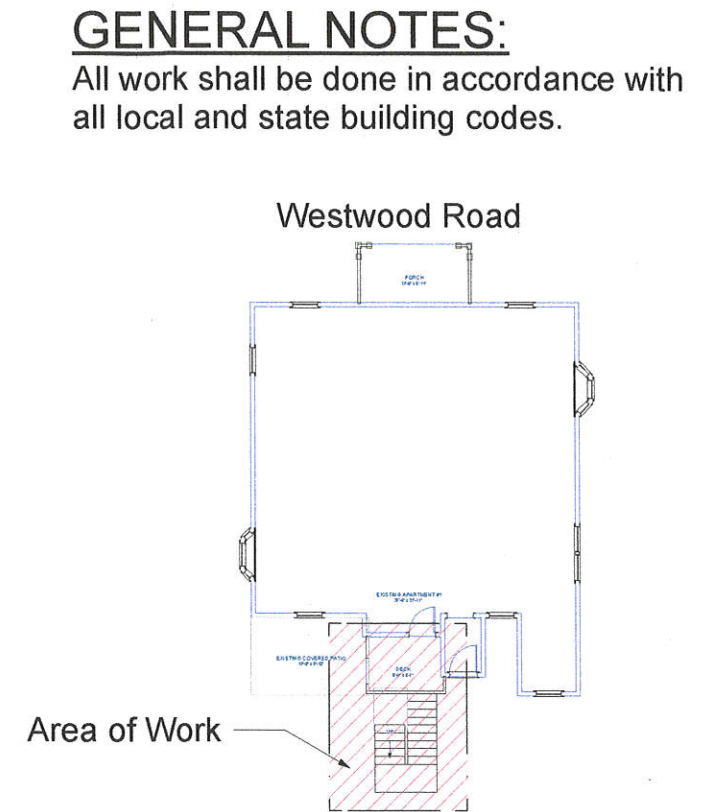 GENERAL NOTES:
All work shall be done in accordance with
all local and state building codes.
Westwood Road
PORCH
EXISTING APARTMENT #1
EXISTING COVERED PATIO
DECK
Area of Work